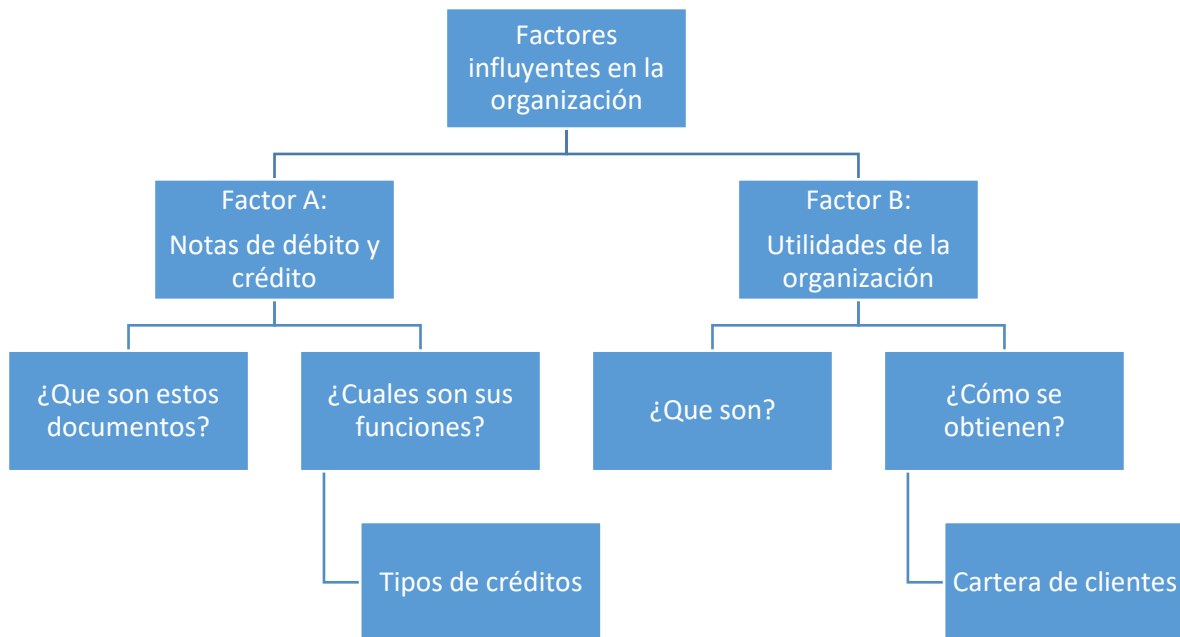 Factores
influyentes en la
organización
Factor A:
Notas de débito y
crédito
Factor B:
Utilidades de la
organización
¿Que son estos
documentos?
¿Cuales son sus
funciones?
¿Que son?
¿Cómo se
obtienen?
Tipos de créditos
Cartera de clientes